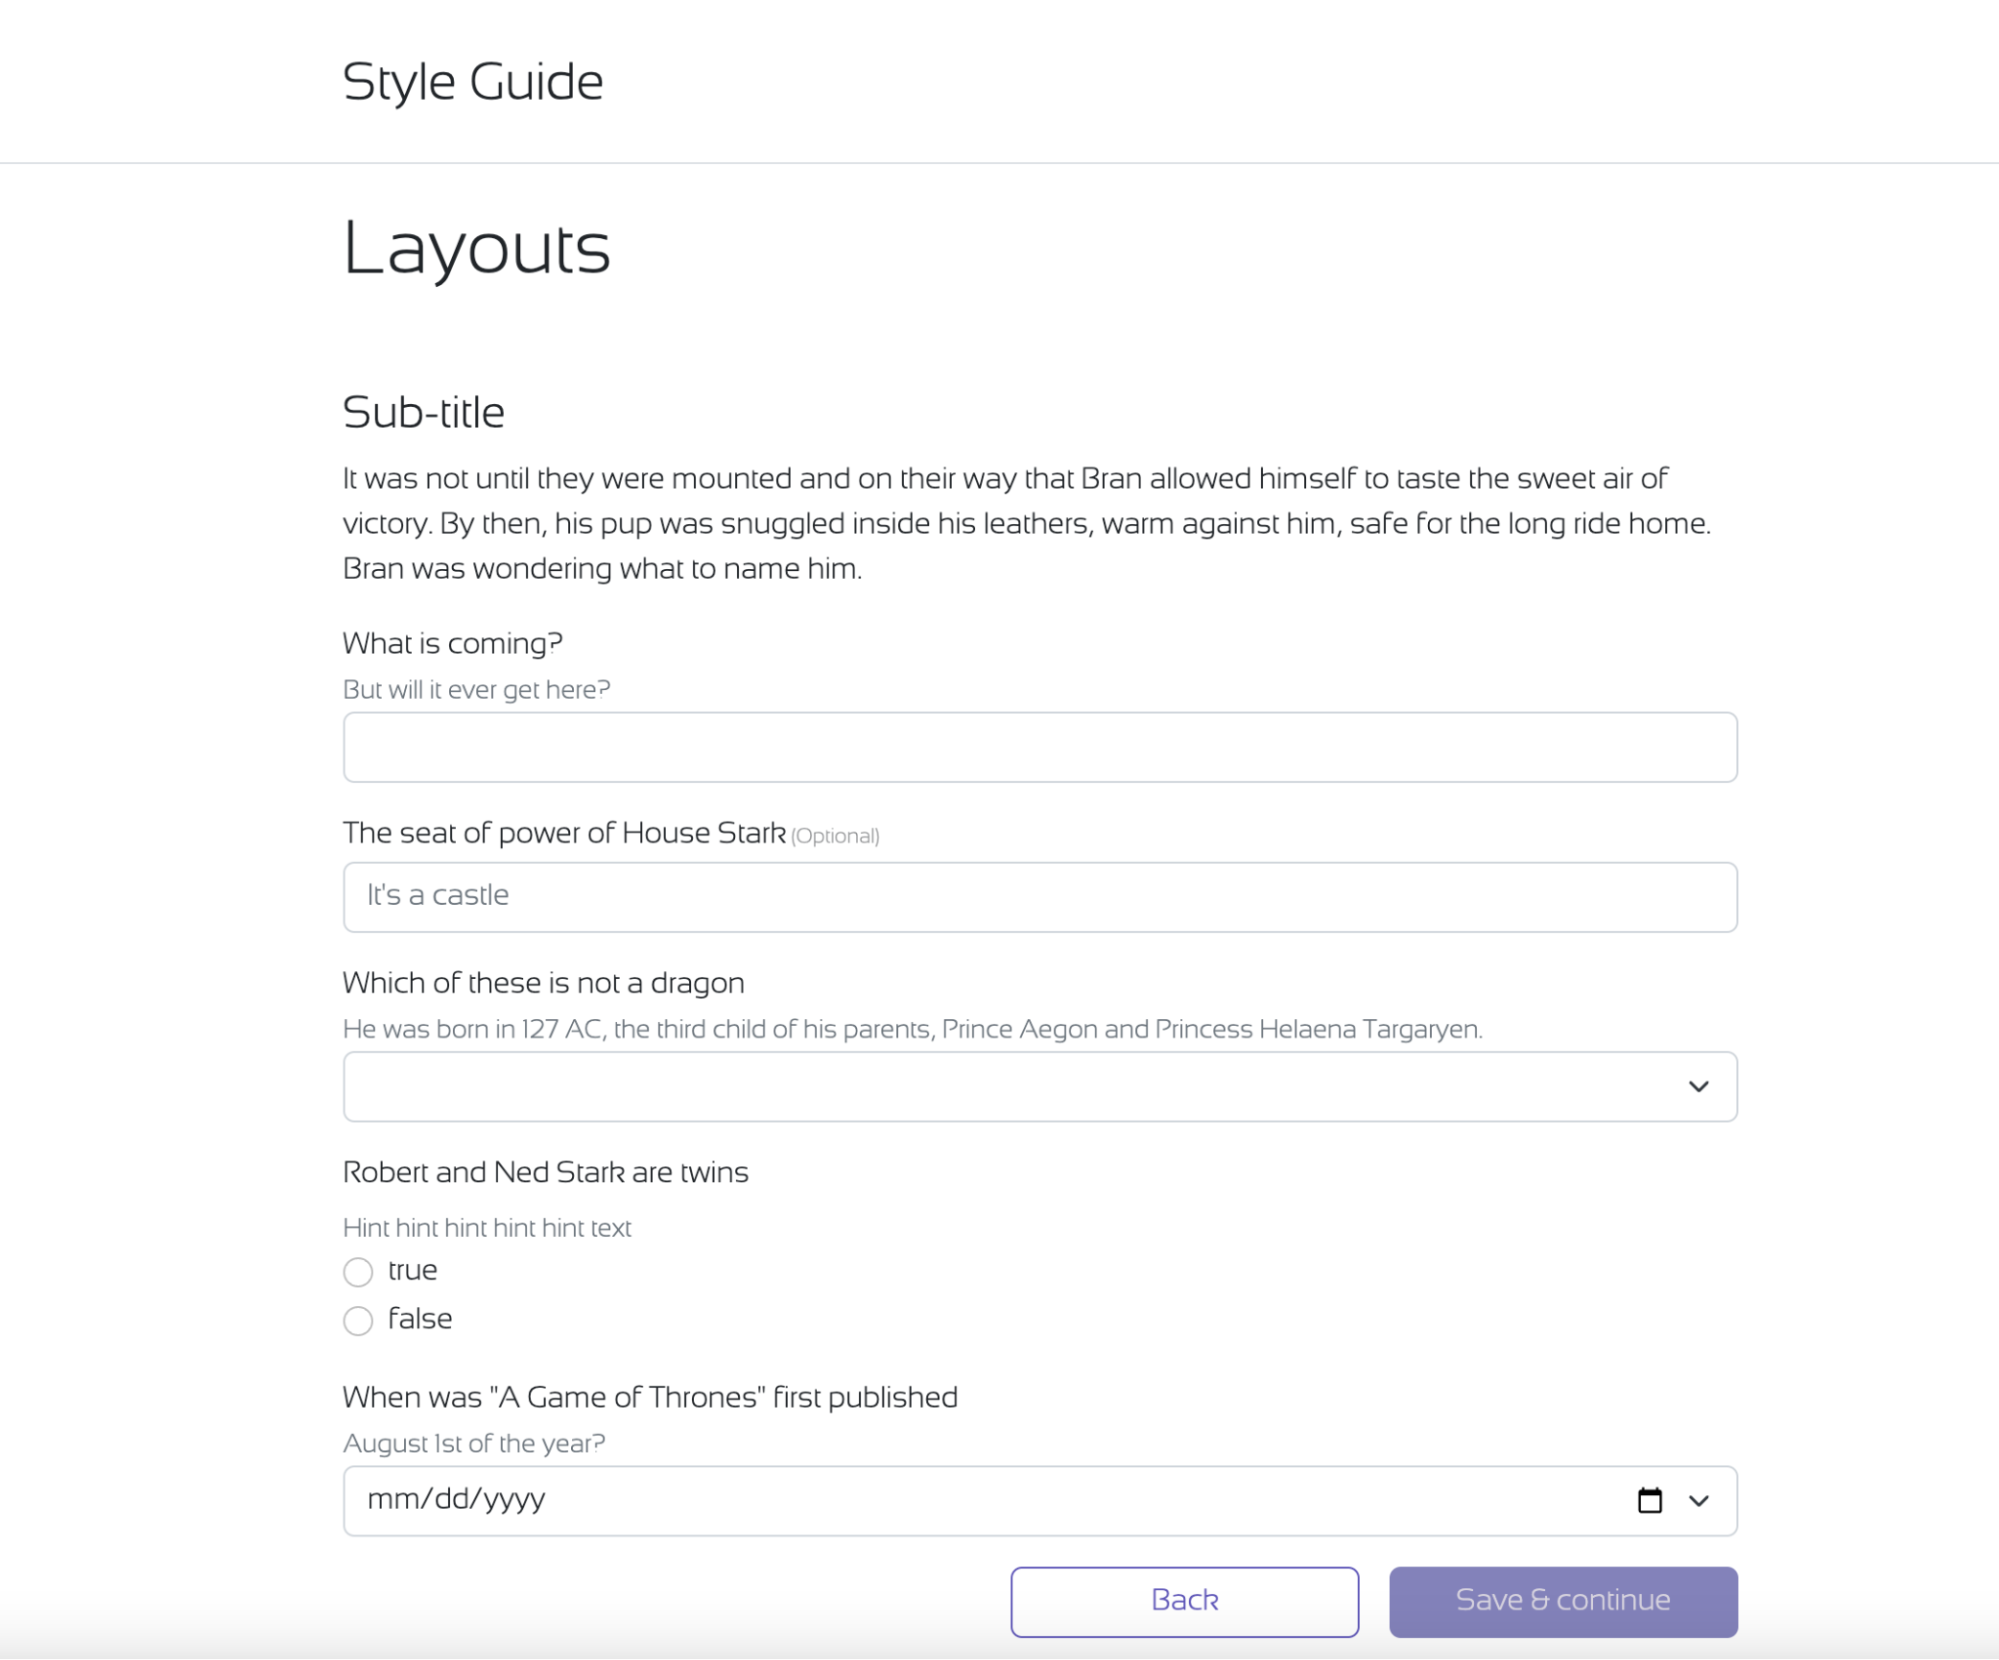 Style Guide
Layouts
Sub-title
It was not until they were mounted and on their way that Bran allowed himself to taste the sweet air of
victory. By then, his pup was snuggled inside his leathers, warm against him, safe for the long ride home.
Bran was wondering what to name him.
What is coming?
But will it ever get here?
The seat of power of House Stark (Optional)
It's a castle
Which of these is not a dragon
He was born in 127 AC, the third child of his parents, Prince Aegon and Princess Helaena Targaryen.
Robert and Ned Stark are twins
Hint hint hint hint hint text
true
false
When was "A Game of Thrones" first published
August 1st of the year?
mm/dd/yyyy
Back
Save & continue